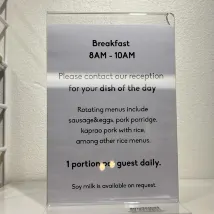 Breakfast
8AM - 10AM
Please contact our reception
for your dish of the day
Rotating menus include
sausage&eggs, pork porridge,
kaprao pork with rice,
among other rice menus.
1 portion per guest daily.
Soy milk is available on request.